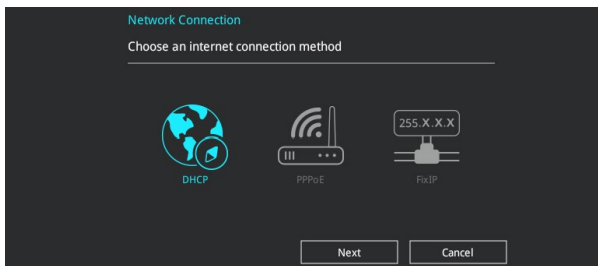 Network Connection
Choose an internet connection method
255.X.X.X
DHCP
PPPoE
FixIP
Next
Cancel